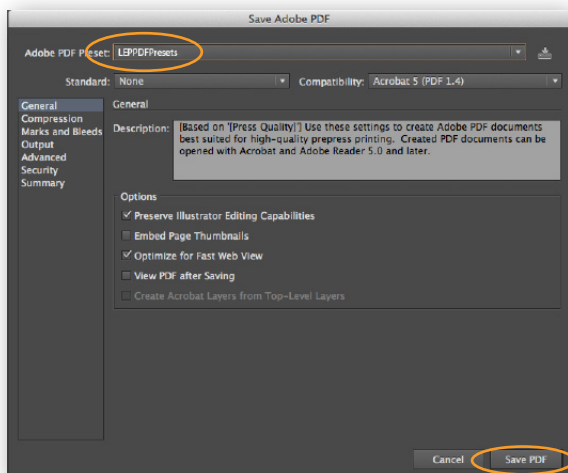 Save Adobe PDF
Adobe PDF Preset: LEPPDFPresets
Standard: None Compatibility: Acrobat 5 (PDF 1.4)
General
Compression
Marks and Bleeds
Output
Advanced
Security
Summary
General
Description: [Based on '[Press Quality]'] Use these settings to create Adobe PDF documents
best suited for high-quality prepress printing. Created PDF documents can be
opened with Acrobat and Adobe Reader 5.0 and later.
Options
Preserve Illustrator Editing Capabilities
Embed Page Thumbnails
Optimize for Fast Web View
View PDF after Saving
Create Acrobat Layers from Top-Level Layers
Cancel Save PDF